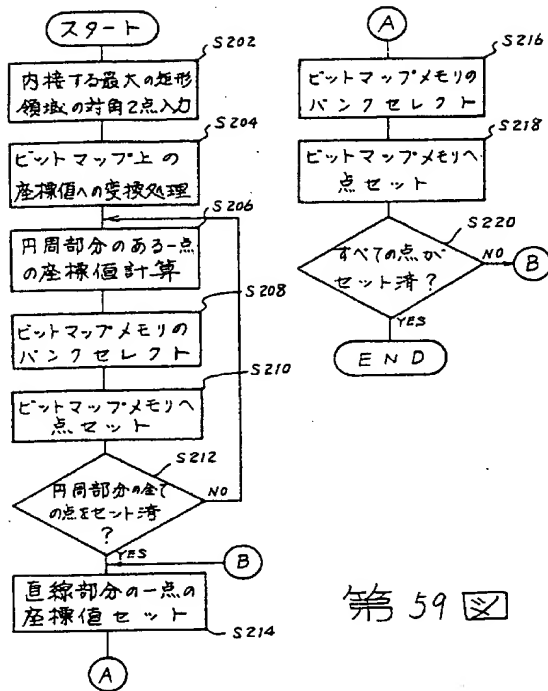 スタート
S202
内接する最大の矩形
領域の対角2点入力
S204
ビットマップ上の
座標値への変換処理
S206
円周部分のある一点
の座標値計算
S208
ビットマップメモリの
バンクセレクト
S210
ビットマップメモリへ
点セット
S212
円周部分の全て
の点をセット済
?
NO
YES
B
直線部分の一点の
座標値セット
S214
A
A
S216
ビットマップメモリの
バンクセレクト
S218
ビットマップメモリへ
点セット
S220
すべての点が
セット済?
NO
B
YES
END
第59図